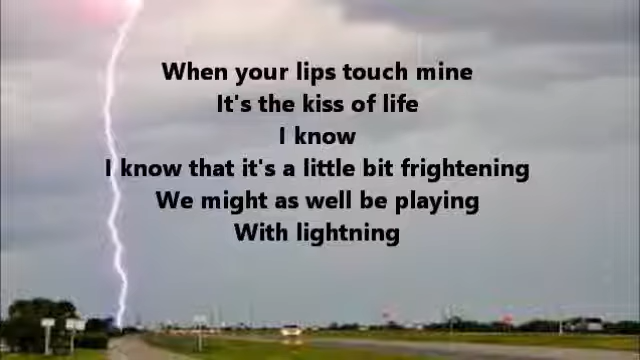 When your lips touch mine
It's the kiss of life
I know
I know that it's a little bit frightening
We might as well be playing
With lightning